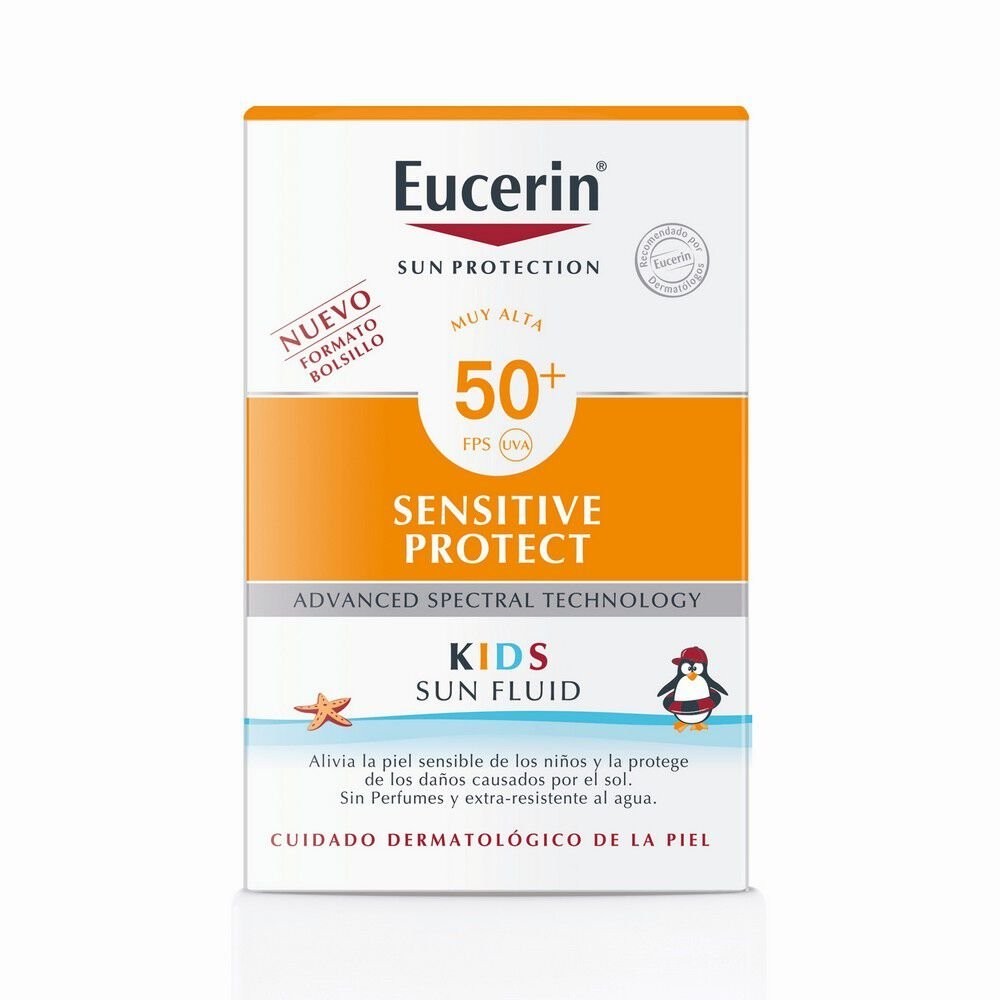 Eucerin®
SUN PROTECTION
Recomendado por
Eucerin
Dermatólogos
NUEVO
FORMATO
BOLSILLO
MUY ALTA
50+
FPS UVA
SENSITIVE
PROTECT
ADVANCED SPECTRAL TECHNOLOGY
KIDS
SUN FLUID
Alivia la piel sensible de los niños y la protege
de los daños causados por el sol.
Sin Perfumes y extra-resistente al agua.
CUIDADO DERMATOLÓGICO DE LA PIEL